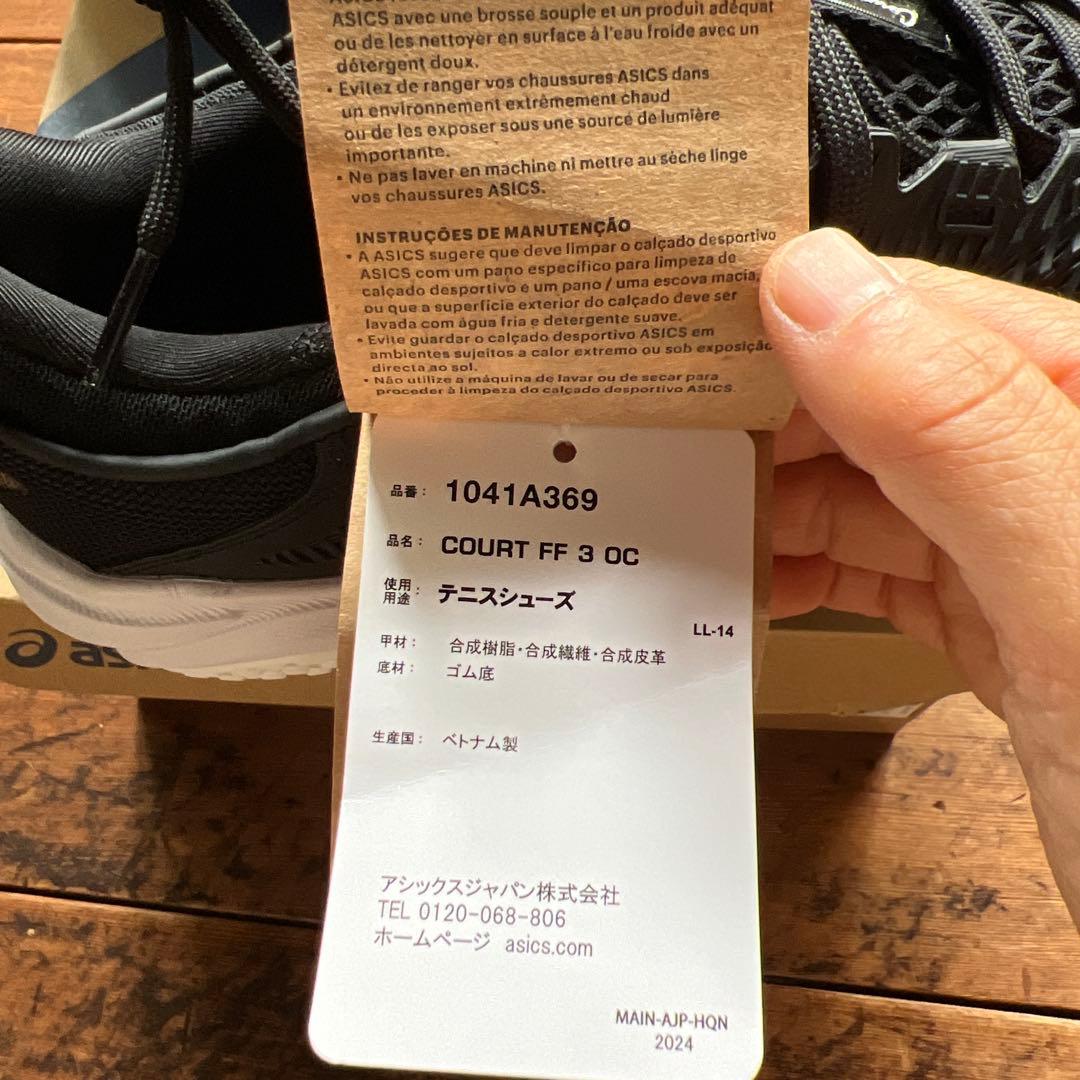 ASICS avec une brosse souple et un produit adéquat
ou de les nettoyer en surface à l'eau froide avec un
détergent doux.
• Evitez de ranger vos chaussures ASICS dans
un environnement extrêmement chaud
ou de les exposer sous une source de lumière
importante.
• Ne pas laver en machine ni mettre au sèche linge
vos chaussures ASICS.
INSTRUÇÕES DE MANUTENÇÃO
• A ASICS sugere que deve limpar o calçado desportivo
ASICS com um pano específico para limpeza de
calçado desportivo e um pano / uma escova macia,
ou que a superfície exterior do calçado deve ser
lavada com água fria e detergente suave.
• Evite guardar o calçado desportivo ASICS em
ambientes sujeitos a calor extremo ou sob exposição
directa ao sol.
• Não utilize a máquina de lavar ou de secar para
proceder à limpeza do calçado desportivo ASICS.
品番： 1041A369
品名： COURT FF 3 OC
使用用途： テニスシューズ
LL-14
甲材： 合成樹脂・合成繊維・合成皮革
底材： ゴム底
生産国： ベトナム製
アシックスジャパン株式会社
TEL 0120-068-806
ホームページ asics.com
MAIN-AJP-HQN
2024